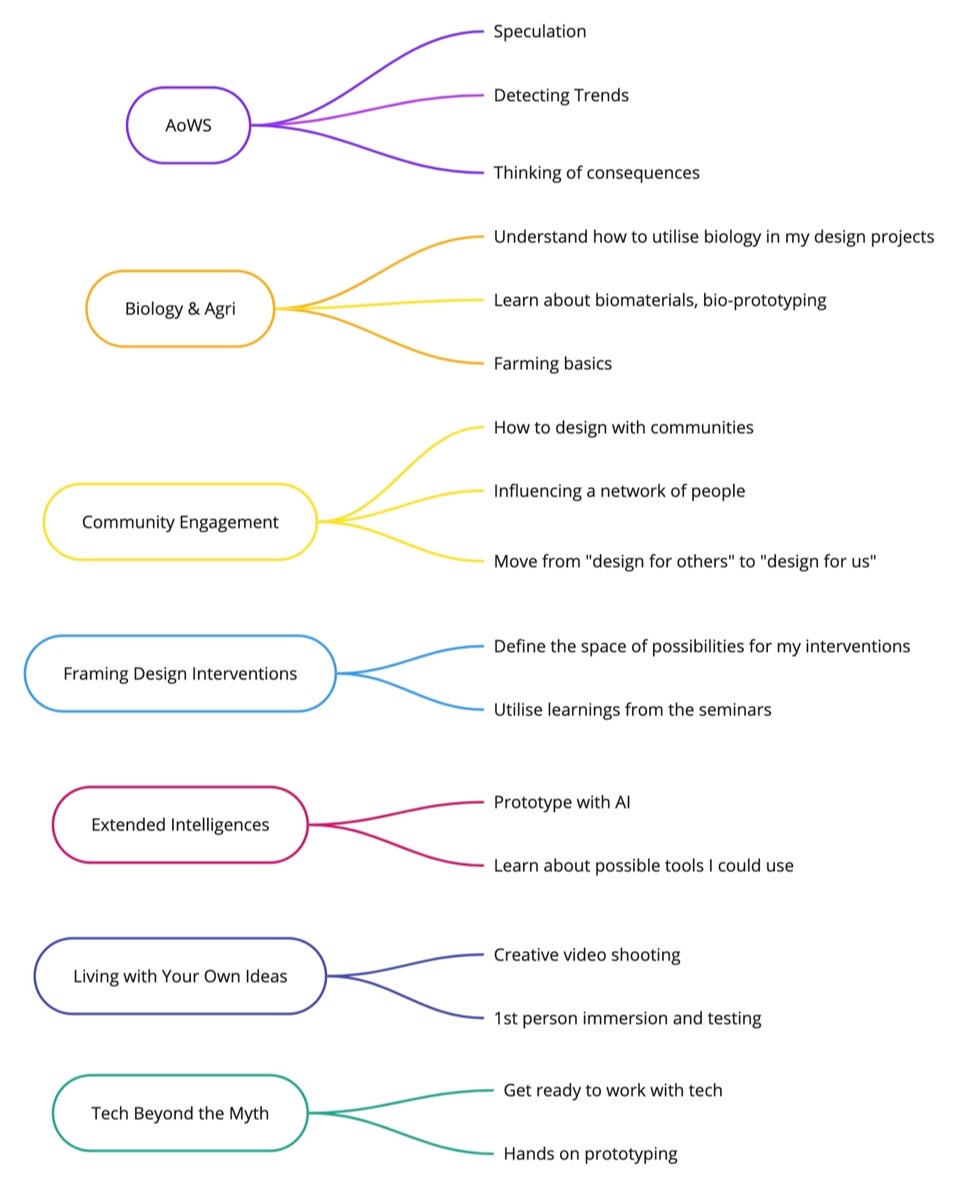 AoWS
Speculation
Detecting Trends
Thinking of consequences
Biology & Agri
Understand how to utilise biology in my design projects
Learn about biomaterials, bio-prototyping
Farming basics
Community Engagement
How to design with communities
Influencing a network of people
Move from "design for others" to "design for us"
Framing Design Interventions
Define the space of possibilities for my interventions
Utilise learnings from the seminars
Extended Intelligences
Prototype with AI
Learn about possible tools I could use
Living with Your Own Ideas
Creative video shooting
1st person immersion and testing
Tech Beyond the Myth
Get ready to work with tech
Hands on prototyping